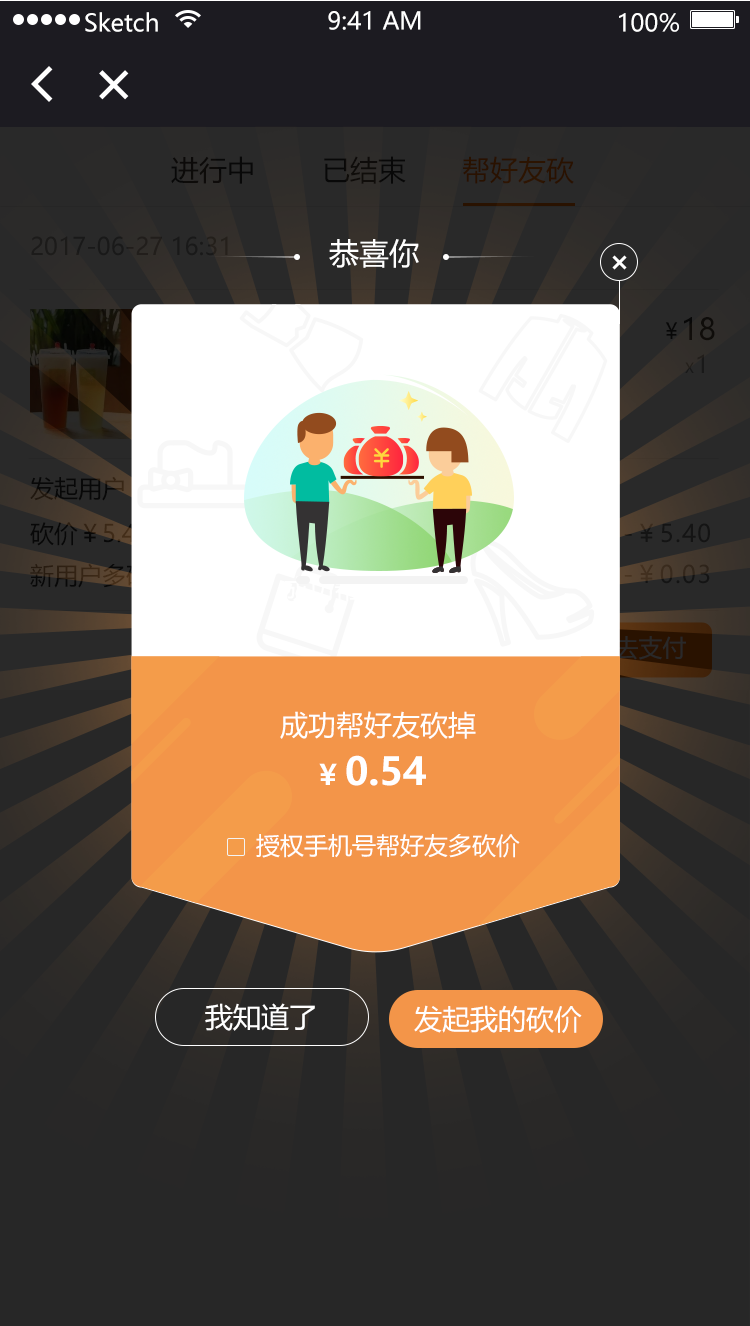 Sketch 9:41 AM 100%
进行中 已结束 帮好友砍
2017-06-27 16:31
恭喜你
¥18
x1
¥
发起用户
砍价¥5.4
-¥5.40
新用户多
-¥0.03
去支付
成功帮好友砍掉
¥0.54
授权手机号帮好友多砍价
我知道了 发起我的砍价